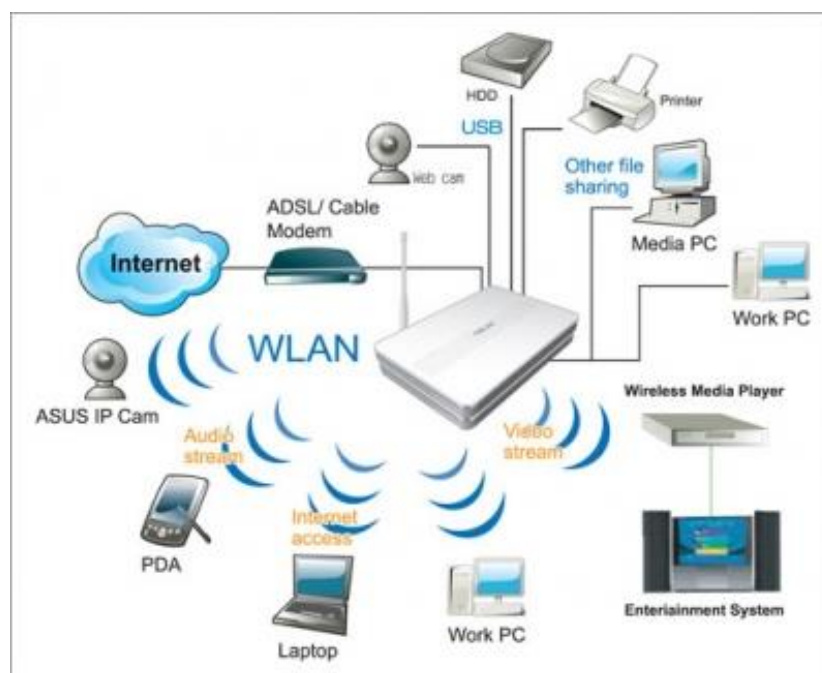 HDD
USB
Printer
Web cam
Other file
sharing
Media PC
ADSL/ Cable
Modem
Internet
Work PC
WLAN
ASUS IP Cam
Wireless Media Player
Audio
stream
Video
stream
PDA
Internet
access
Laptop
Work PC
Enteriainment System